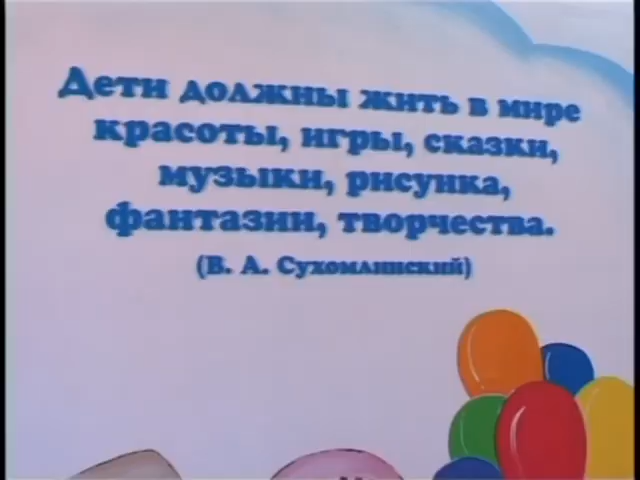 Дети должны жить в мире
красоты, игры, сказки,
музыки, рисунка,
фантазии, творчества.
(В. А. Сухомлинский)